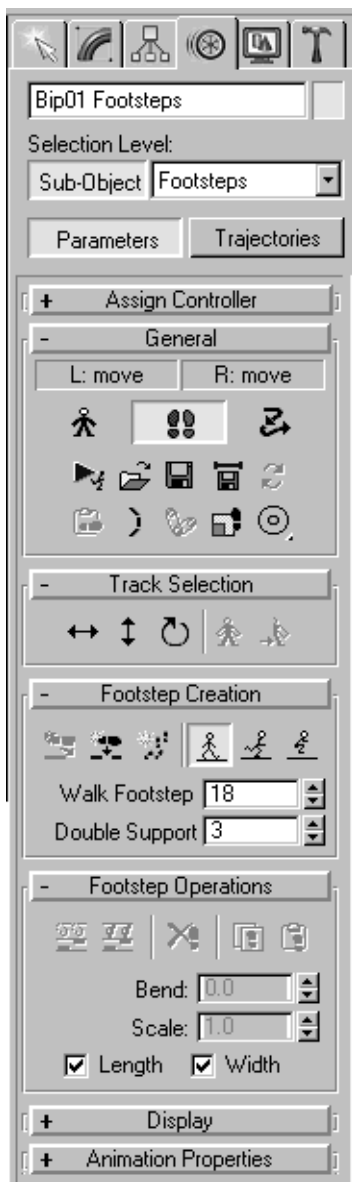 Bip01 Footsteps
Selection Level:
Sub-Object Footsteps
Parameters Trajectories
+ Assign Controller
- General
L: move R: move
- Track Selection
- Footstep Creation
Walk Footstep 18
Double Support 3
- Footstep Operations
Bend: 0.0
Scale: 1.0
Length Width
+ Display
+ Animation Properties